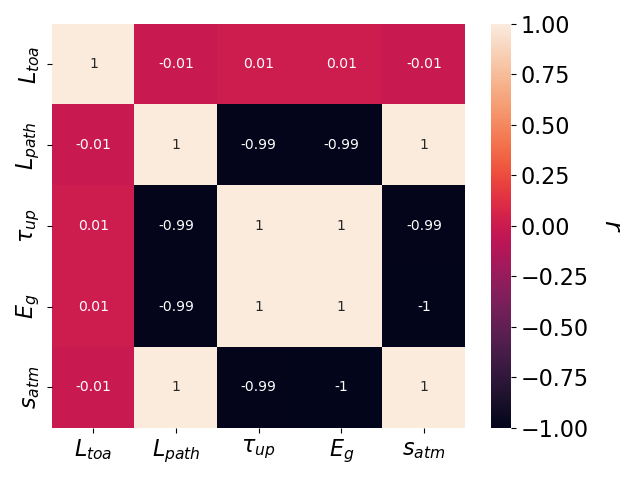 L_toa 1 -0.01 0.01 0.01 -0.01
L_path -0.01 1 -0.99 -0.99 1
τ_up 0.01 -0.99 1 1 -0.99
E_g 0.01 -0.99 1 1 -1
s_atm -0.01 1 -0.99 -1 1
L_toa L_path τ_up E_g s_atm
1.00
0.75
0.50
0.25
0.00
−0.25
−0.50
−0.75
−1.00
r